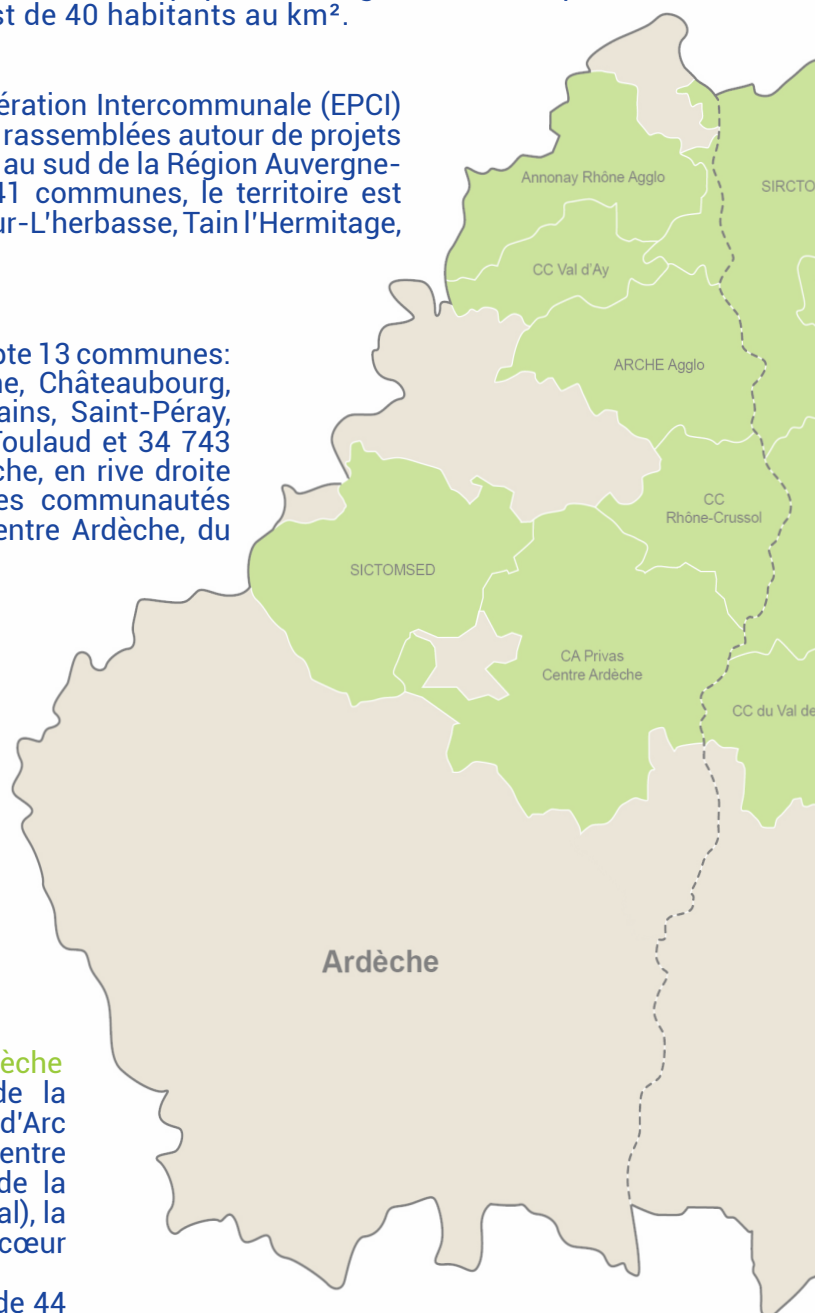 st de 40 habitants au km².
ération Intercommunale (EPCI)
rassemblées autour de projets
au sud de la Région Auvergne-
41 communes, le territoire est
ur-L'herbasse, Tain l'Hermitage,
pte 13 communes:
ne, Châteaubourg,
ains, Saint-Péray,
Toulaud et 34 743
che, en rive droite
es communautés
entre Ardèche, du
èche
de la
d'Arc
entre
de la
al), la
cœur
de 44
Annonay Rhône Agglo
SIRCTO
CC Val d'Ay
ARCHE Agglo
CC
Rhône-Crussol
SICTOMSED
CA Privas
Centre Ardèche
CC du Val de
Ardèche